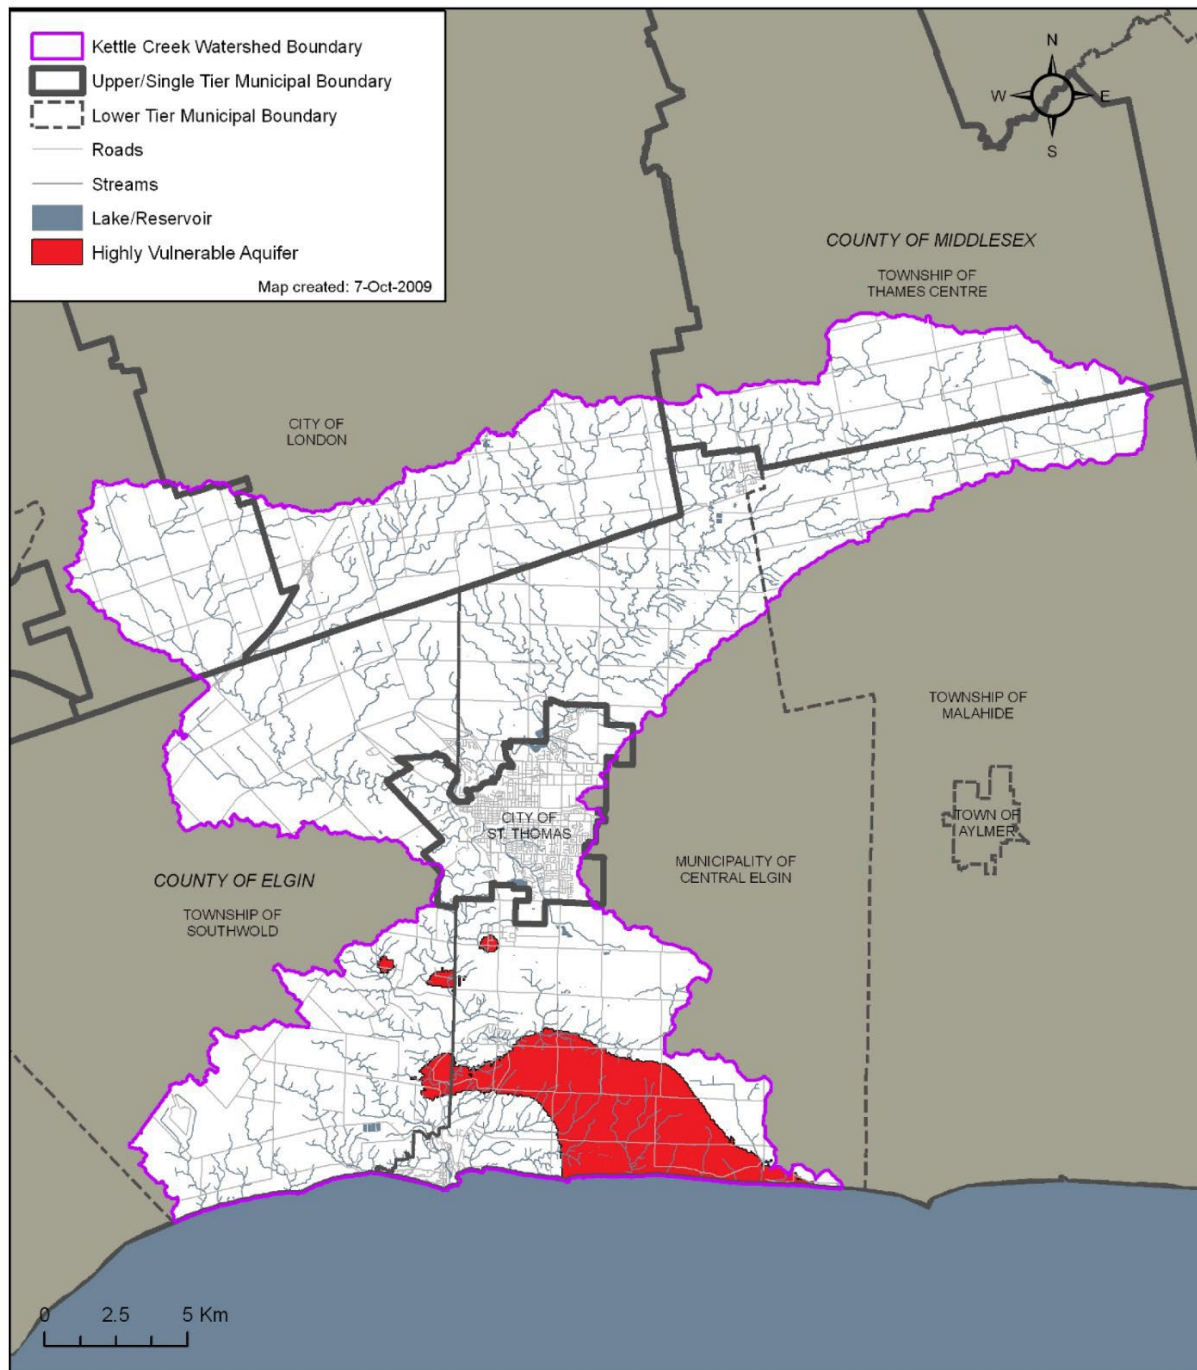 Kettle Creek Watershed Boundary
Upper/Single Tier Municipal Boundary
Lower Tier Municipal Boundary
Roads
Streams
Lake/Reservoir
Highly Vulnerable Aquifer
Map created: 7-Oct-2009
N
W
E
S
COUNTY OF MIDDLESEX
TOWNSHIP OF
THAMES CENTRE
CITY OF
LONDON
TOWNSHIP OF
MALAHIDE
TOWN OF
AYLMER
CITY OF
ST. THOMAS
MUNICIPALITY OF
CENTRAL ELGIN
COUNTY OF ELGIN
TOWNSHIP OF
SOUTHWOLD
0 2.5 5 Km